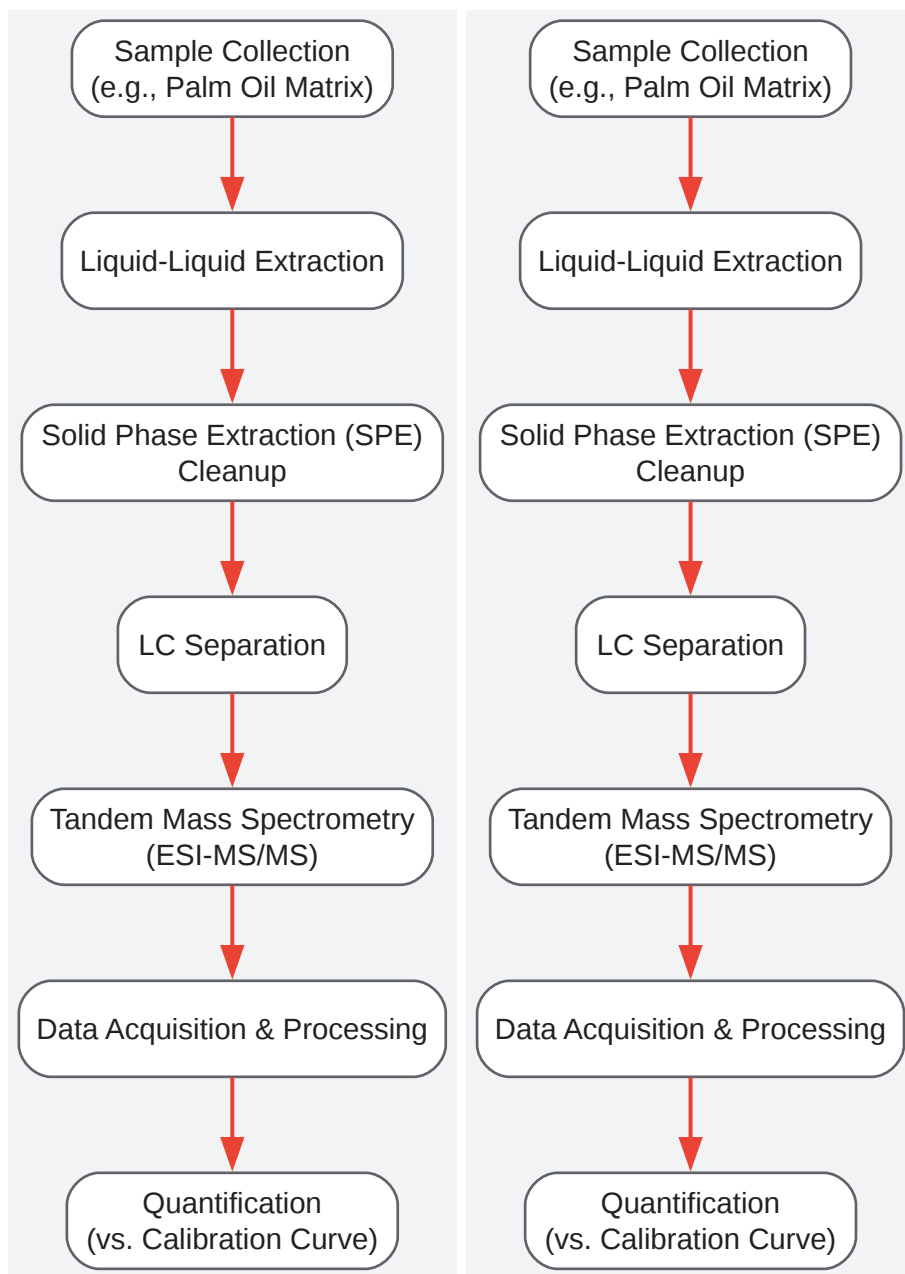 Sample Collection
(e.g., Palm Oil Matrix)
Liquid-Liquid Extraction
Solid Phase Extraction (SPE)
Cleanup
LC Separation
Tandem Mass Spectrometry
(ESI-MS/MS)
Data Acquisition & Processing
Quantification
(vs. Calibration Curve)
Sample Collection
(e.g., Palm Oil Matrix)
Liquid-Liquid Extraction
Solid Phase Extraction (SPE)
Cleanup
LC Separation
Tandem Mass Spectrometry
(ESI-MS/MS)
Data Acquisition & Processing
Quantification
(vs. Calibration Curve)